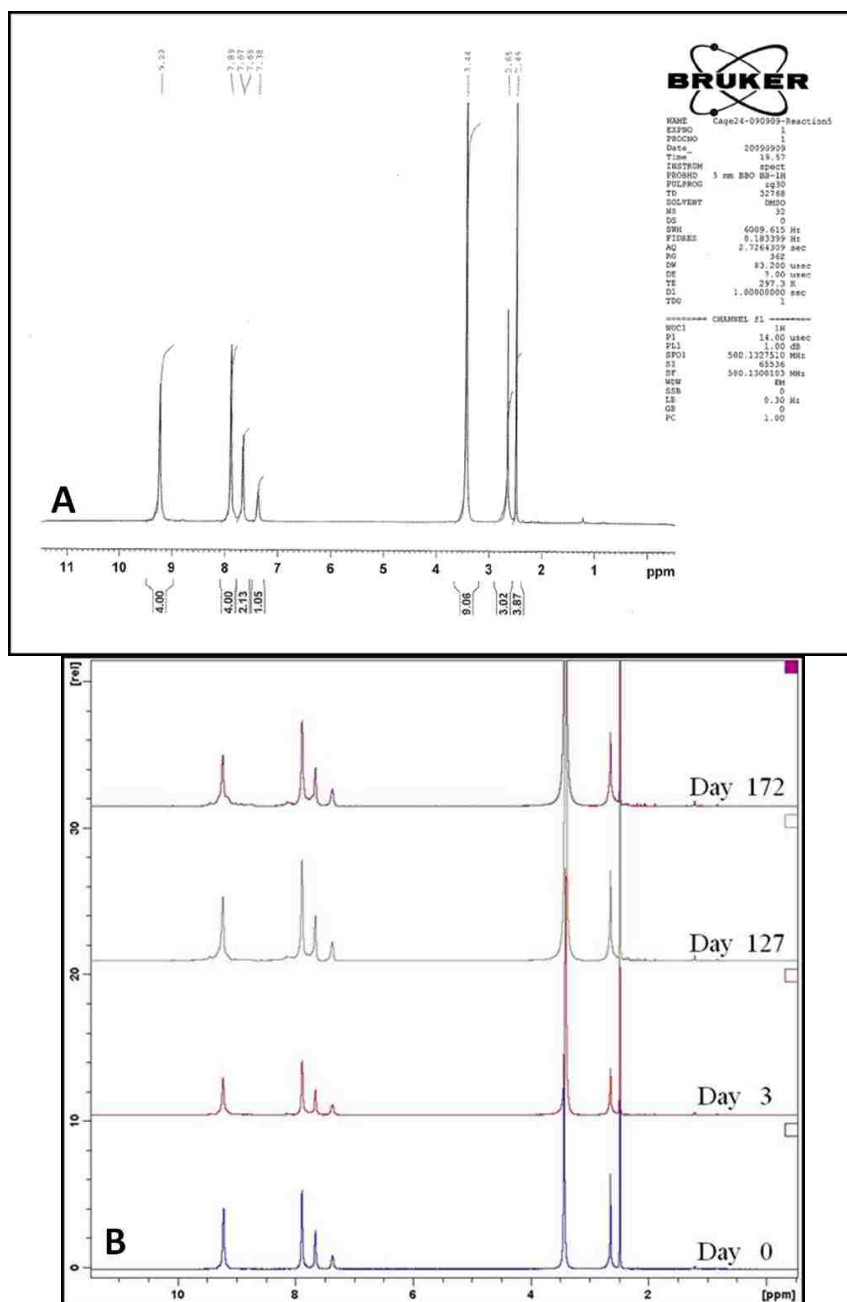 9.22 7.89 7.67 7.66 7.38 3.44 2.65 2.49
BRUKER
NAME Cage24-090909-Reaction5
EXPNO 1
PROCNO 1
Date_ 20090909
Time 19.57
INSTRUM spect
PROBHD 5 mm BBO BB-1H
PULPROG zg30
TD 32768
SOLVENT DMSO
NS 32
DS 0
SWH 6009.615 Hz
FIDRES 0.183399 Hz
AQ 2.7264309 sec
RG 362
DW 83.200 usec
DE 7.00 usec
TE 297.3 K
D1 1.00000000 sec
TD0 1
======== CHANNEL f1 ========
NUC1 1H
P1 14.00 usec
PL1 1.00 dB
SFO1 500.1327510 MHz
SI 65536
SF 500.1300103 MHz
WDW EM
SSB 0
LB 0.30 Hz
GB 0
PC 1.00
A
11 10 9 8 7 6 5 4 3 2 1 ppm
4.00 4.00 2.13 1.05 9.06 3.02 3.87
[rel]
Day 172
30
Day 127
20
Day 3
10
B
Day 0
0
10 8 6 4 2 [ppm]